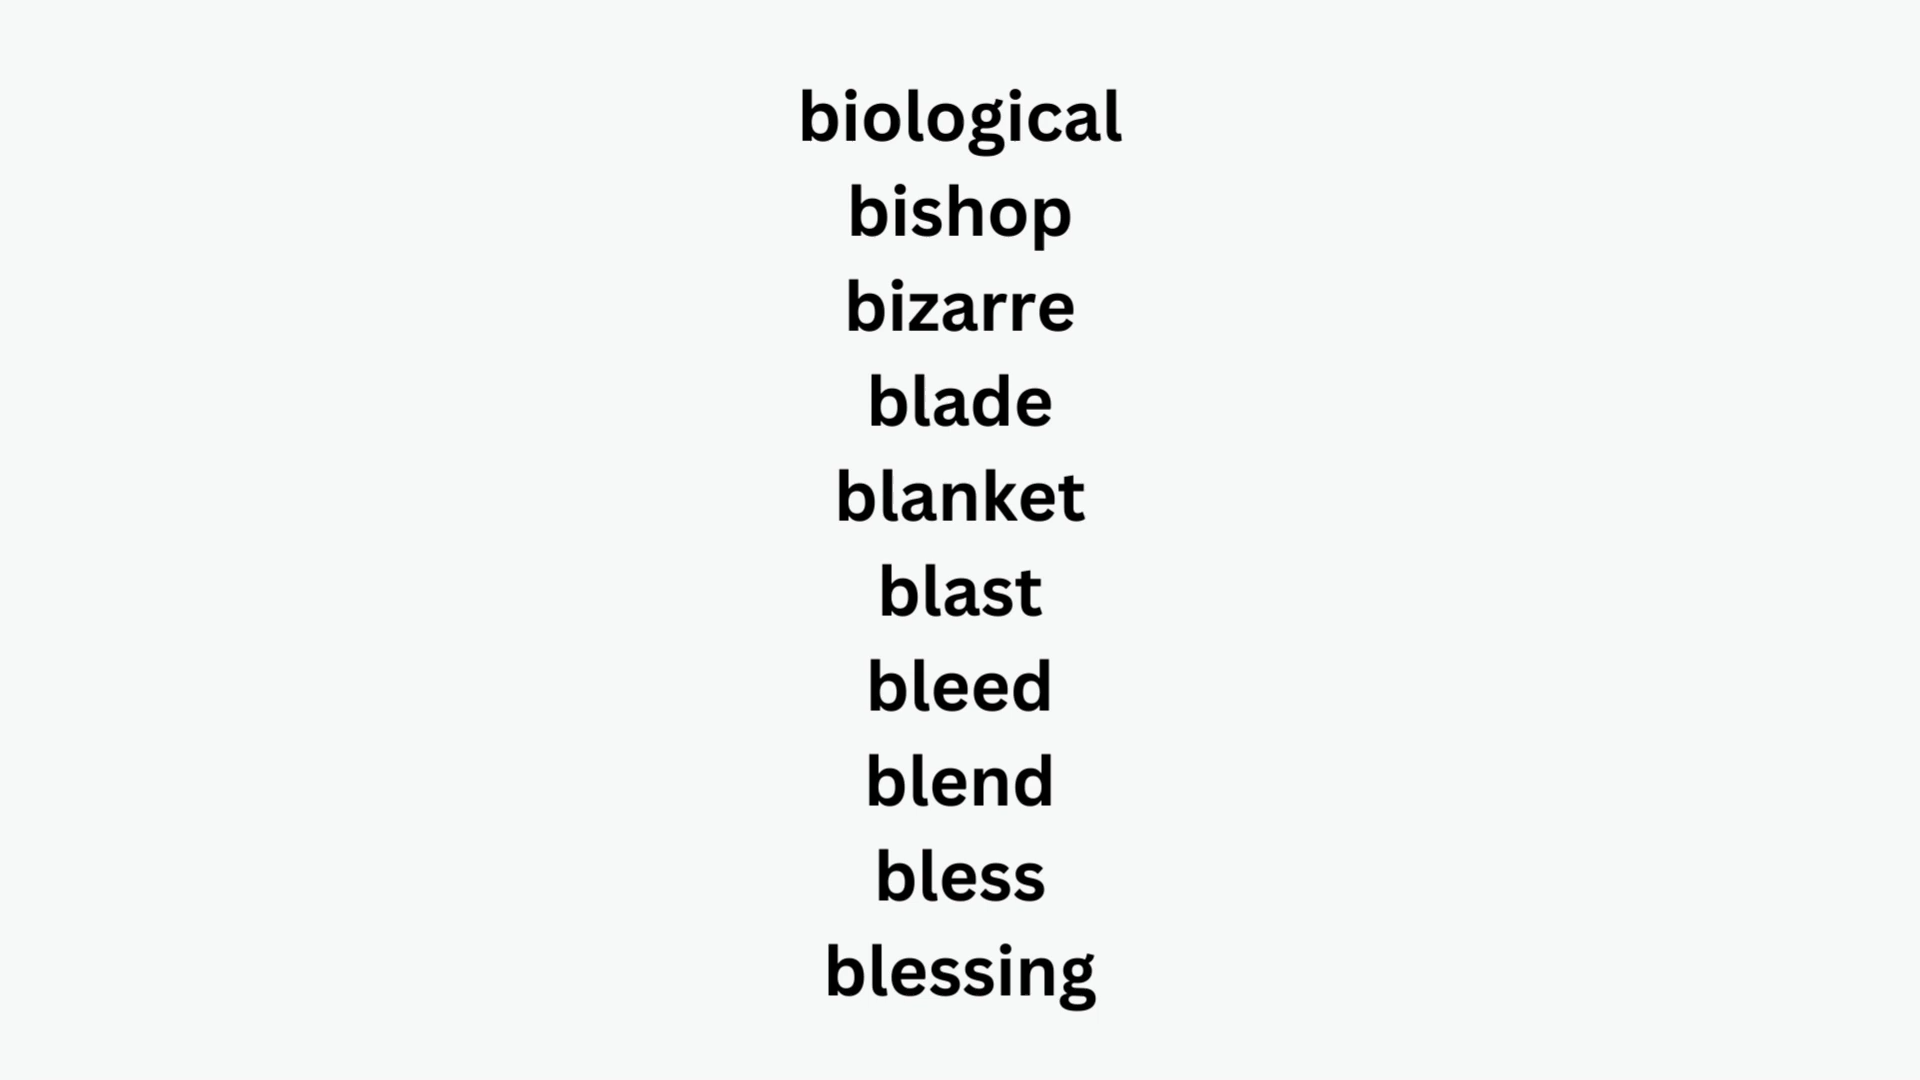 biological
bishop
bizarre
blade
blanket
blast
bleed
blend
bless
blessing